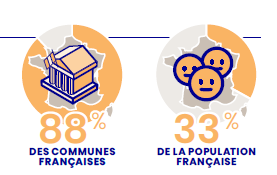 88%
DES COMMUNES
FRANÇAISES
33%
DE LA POPULATION
FRANÇAISE